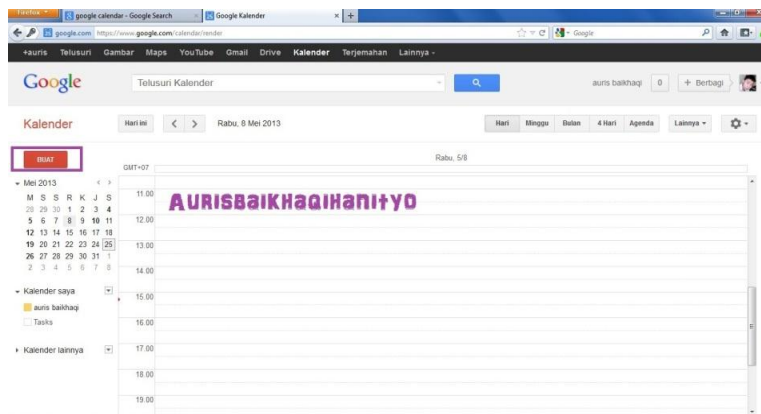 Firefox
google calendar - Google Search
Google Kalender
google.com https://www.google.com/calendar/render
Google
+auris Telusuri Gambar Maps YouTube Gmail Drive Kalender Terjemahan Lainnya
Google
Telusuri Kalender
auris baikhaqi 0 + Berbagi
Kalender
Hari ini
Rabu, 8 Mei 2013
Hari Minggu Bulan 4 Hari Agenda Lainnya
BUAT
Rabu, 5/8
GMT+07
Mei 2013
M S S R K J S
28 29 30 1 2 3 4
5 6 7 8 9 10 11
12 13 14 15 16 17 18
19 20 21 22 23 24 25
26 27 28 29 30 31 1
2 3 4 5 6 7 8
Kalender saya
auris baikhaqi
Tasks
Kalender lainnya
11.00
AURISBaIKHaQIHanItyo
12.00
13.00
14.00
15.00
16.00
17.00
18.00
19.00